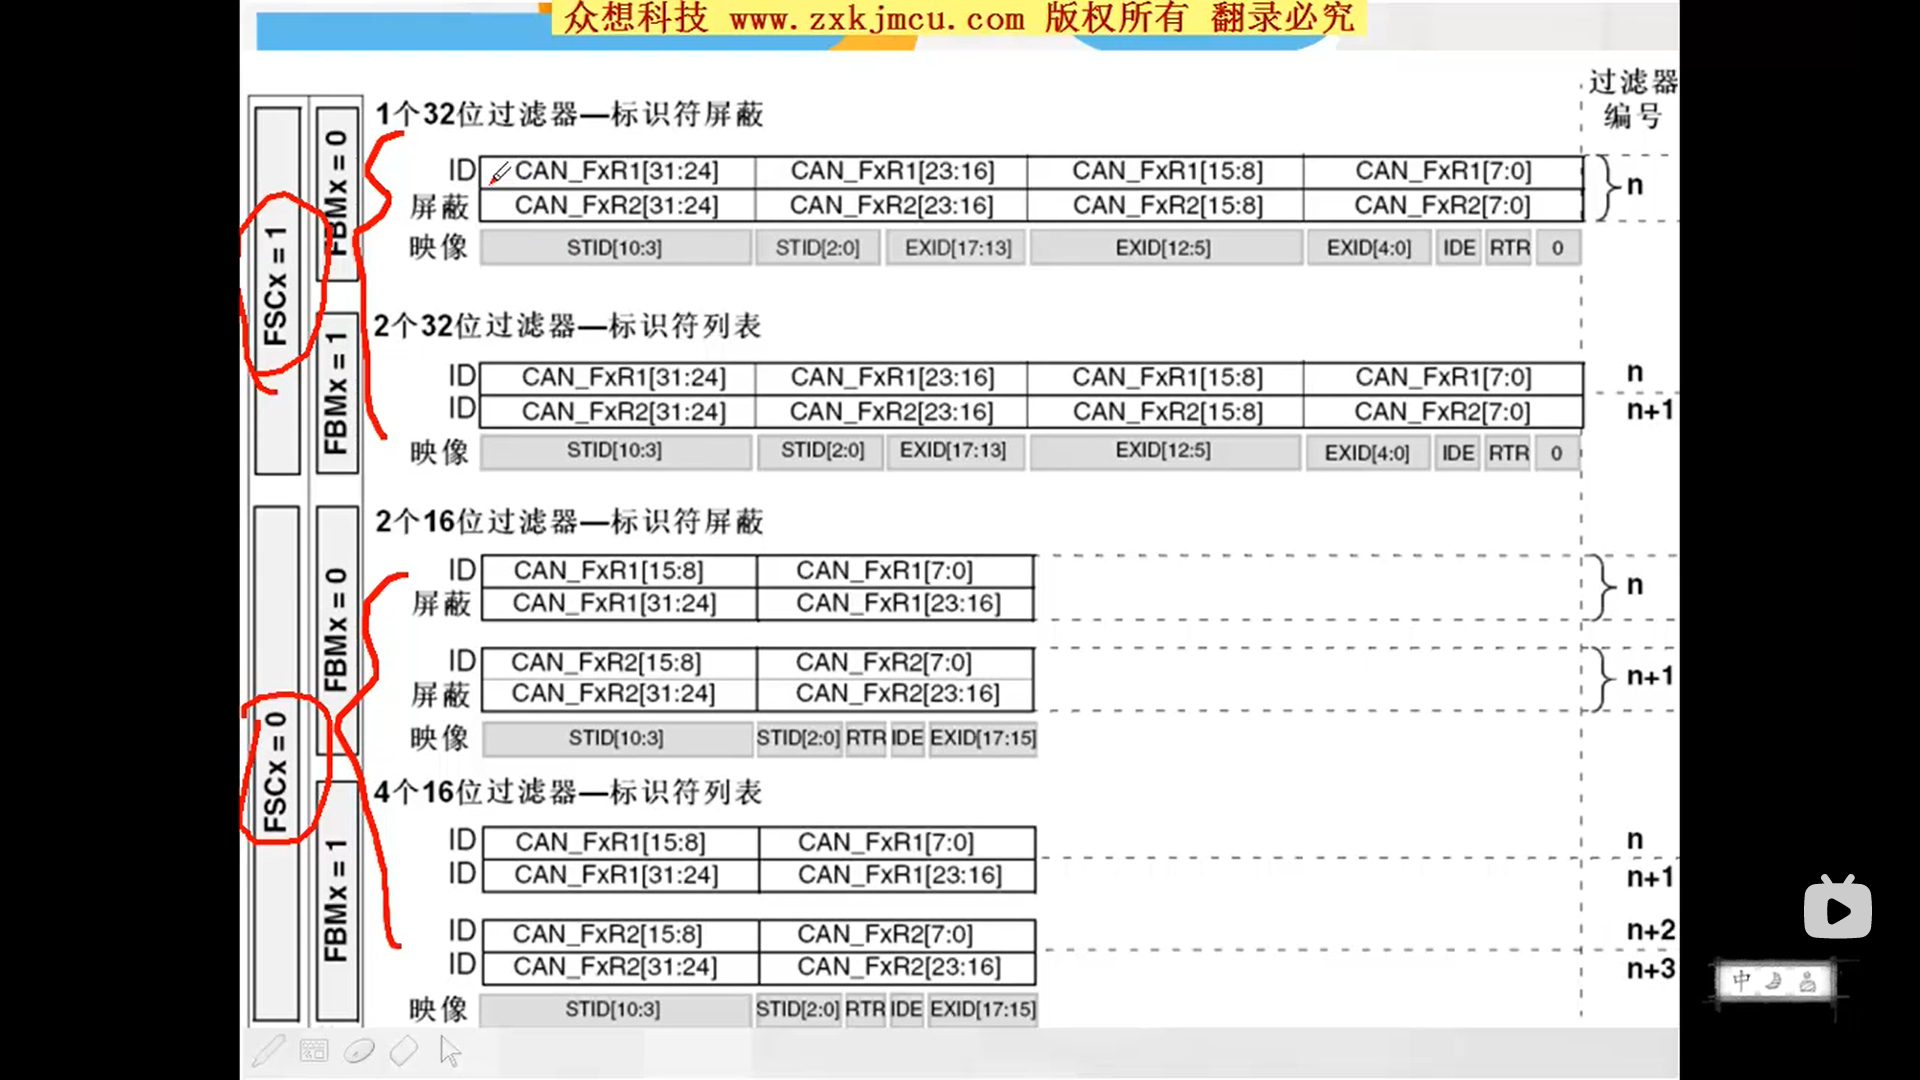 众想科技 www.zxkjmcu.com 版权所有 翻录必究
过滤器
编号
FSCx = 1
FBMx = 0
1个32位过滤器—标识符屏蔽
ID CAN_FxR1[31:24] CAN_FxR1[23:16] CAN_FxR1[15:8] CAN_FxR1[7:0] n
屏蔽 CAN_FxR2[31:24] CAN_FxR2[23:16] CAN_FxR2[15:8] CAN_FxR2[7:0]
映像 STID[10:3] STID[2:0] EXID[17:13] EXID[12:5] EXID[4:0] IDE RTR 0
FBMx = 1
2个32位过滤器—标识符列表
ID CAN_FxR1[31:24] CAN_FxR1[23:16] CAN_FxR1[15:8] CAN_FxR1[7:0] n
ID CAN_FxR2[31:24] CAN_FxR2[23:16] CAN_FxR2[15:8] CAN_FxR2[7:0] n+1
映像 STID[10:3] STID[2:0] EXID[17:13] EXID[12:5] EXID[4:0] IDE RTR 0
FSCx = 0
FBMx = 0
2个16位过滤器—标识符屏蔽
ID CAN_FxR1[15:8] CAN_FxR1[7:0] n
屏蔽 CAN_FxR1[31:24] CAN_FxR1[23:16]
ID CAN_FxR2[15:8] CAN_FxR2[7:0] n+1
屏蔽 CAN_FxR2[31:24] CAN_FxR2[23:16]
映像 STID[10:3] STID[2:0] RTR IDE EXID[17:15]
FBMx = 1
4个16位过滤器—标识符列表
ID CAN_FxR1[15:8] CAN_FxR1[7:0] n
ID CAN_FxR1[31:24] CAN_FxR1[23:16] n+1
ID CAN_FxR2[15:8] CAN_FxR2[7:0] n+2
ID CAN_FxR2[31:24] CAN_FxR2[23:16] n+3
映像 STID[10:3] STID[2:0] RTR IDE EXID[17:15]
中